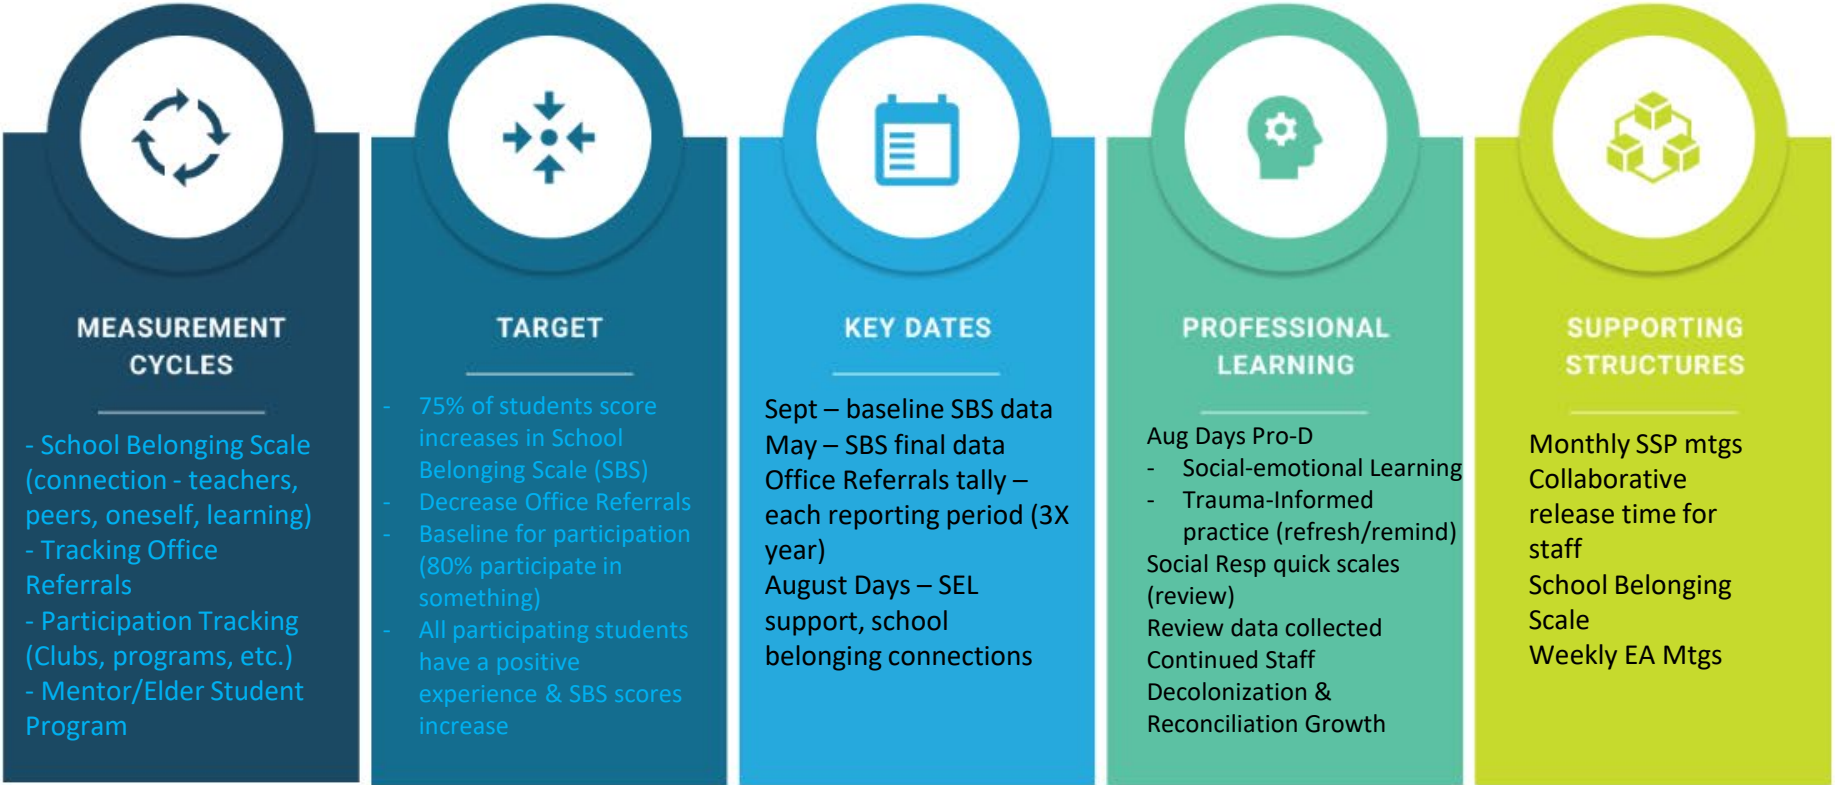 MEASUREMENT
CYCLES
- School Belonging Scale
(connection - teachers,
peers, oneself, learning)
- Tracking Office
Referrals
- Participation Tracking
(Clubs, programs, etc.)
- Mentor/Elder Student
Program
TARGET
- 75% of students score
increases in School
Belonging Scale (SBS)
- Decrease Office Referrals
- Baseline for participation
(80% participate in
something)
- All participating students
have a positive
experience & SBS scores
increase
KEY DATES
Sept – baseline SBS data
May – SBS final data
Office Referrals tally –
each reporting period (3X
year)
August Days – SEL
support, school
belonging connections
PROFESSIONAL
LEARNING
Aug Days Pro-D
- Social-emotional Learning
- Trauma-Informed
practice (refresh/remind)
Social Resp quick scales
(review)
Review data collected
Continued Staff
Decolonization &
Reconciliation Growth
SUPPORTING
STRUCTURES
Monthly SSP mtgs
Collaborative
release time for
staff
School Belonging
Scale
Weekly EA Mtgs